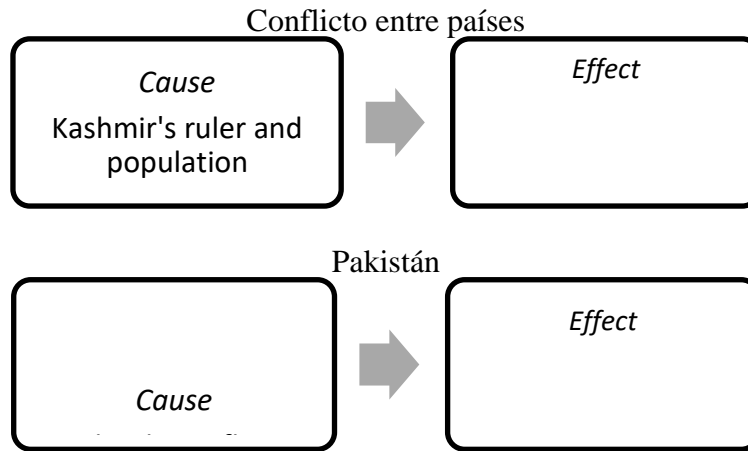 Conflicto entre países
Cause
Kashmir's ruler and
population
Effect
Pakistán
Cause
Effect